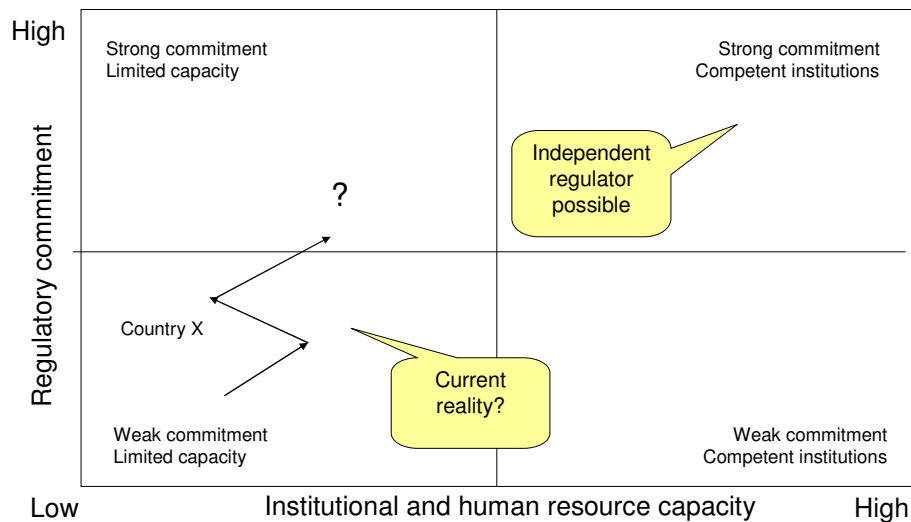 High
Strong commitment
Limited capacity
Strong commitment
Competent institutions
Independent
regulator
possible
?
Regulatory commitment
Country X
Current
reality?
Weak commitment
Limited capacity
Weak commitment
Competent institutions
Low
Institutional and human resource capacity
High